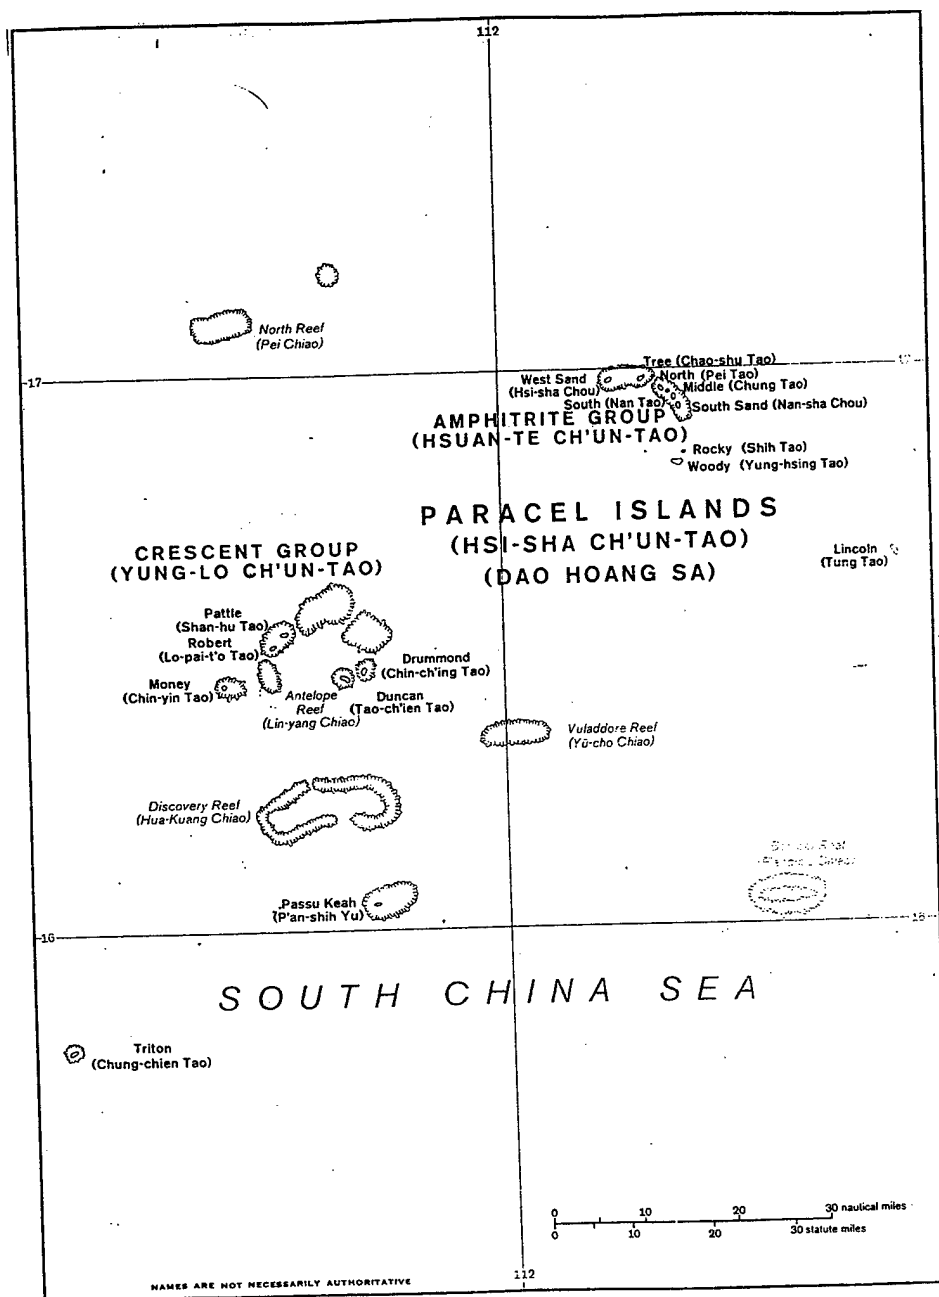 112
North Reef
(Pei Chiao)
17
17
Tree (Chao-shu Tao)
West Sand
(Hsi-sha Chou)
North (Pei Tao)
Middle (Chung Tao)
South (Nan Tao)
South Sand (Nan-sha Chou)
AMPHITRITE GROUP
(HSUAN-TE CH'UN-TAO)
Rocky (Shih Tao)
Woody (Yung-hsing Tao)
PARACEL ISLANDS
(HSI-SHA CH'UN-TAO)
(DAO HOANG SA)
Lincoln
(Tung Tao)
CRESCENT GROUP
(YUNG-LO CH'UN-TAO)
Pattle
(Shan-hu Tao)
Robert
(Lo-pai-t'o Tao)
Money
(Chin-yin Tao)
Antelope
Reef
(Lin-yang Chiao)
Drummond
(Chin-ch'ing Tao)
Duncan
(Tao-ch'ien Tao)
Vuladdore Reef
(Yü-cho Chiao)
Discovery Reef
(Hua-Kuang Chiao)
Passu Keah
(P'an-shih Yu)
16
16
SOUTH CHINA SEA
Triton
(Chung-chien Tao)
0 10 20 30 nautical miles
0 10 20 30 statute miles
112
NAMES ARE NOT NECESSARILY AUTHORITATIVE